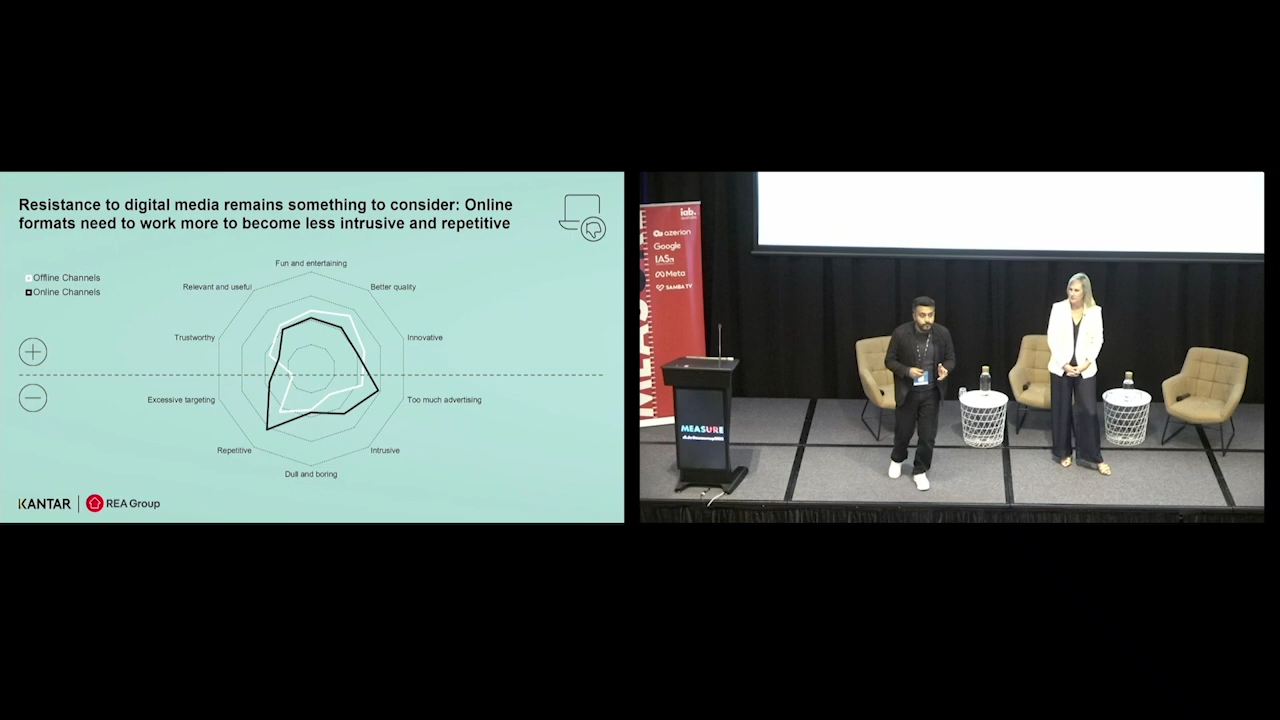 Resistance to digital media remains something to consider: Online
formats need to work more to become less intrusive and repetitive
Offline Channels
Online Channels
Fun and entertaining
Relevant and useful
Better quality
Trustworthy
Innovative
Excessive targeting
Too much advertising
Repetitive
Intrusive
Dull and boring
KANTAR
REA Group
iab.
azerion
Google
IAS
Meta
SAMBA TV
MEASURE